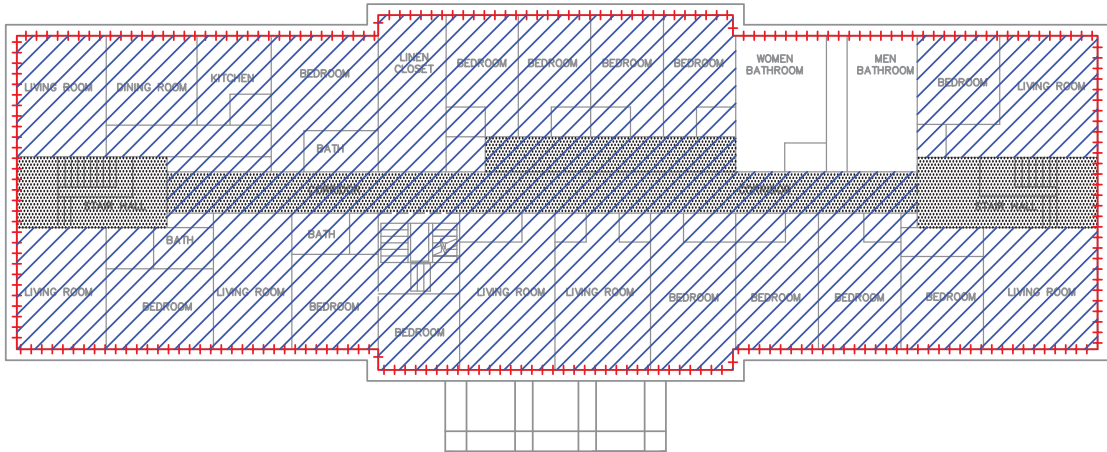 LINEN
CLOSET
WOMEN
BATHROOM
MEN
BATHROOM
BEDROOM
BEDROOM
BEDROOM
BEDROOM
KITCHEN
BEDROOM
BEDROOM
LIVING ROOM
DINING ROOM
LIVING ROOM
BATH
CORRIDOR
CORRIDOR
STAIR HALL
STAIR HALL
BATH
BATH
LIVING ROOM
BEDROOM
LIVING ROOM
BEDROOM
LIVING ROOM
LIVING ROOM
BEDROOM
BEDROOM
BEDROOM
BEDROOM
LIVING ROOM
BEDROOM